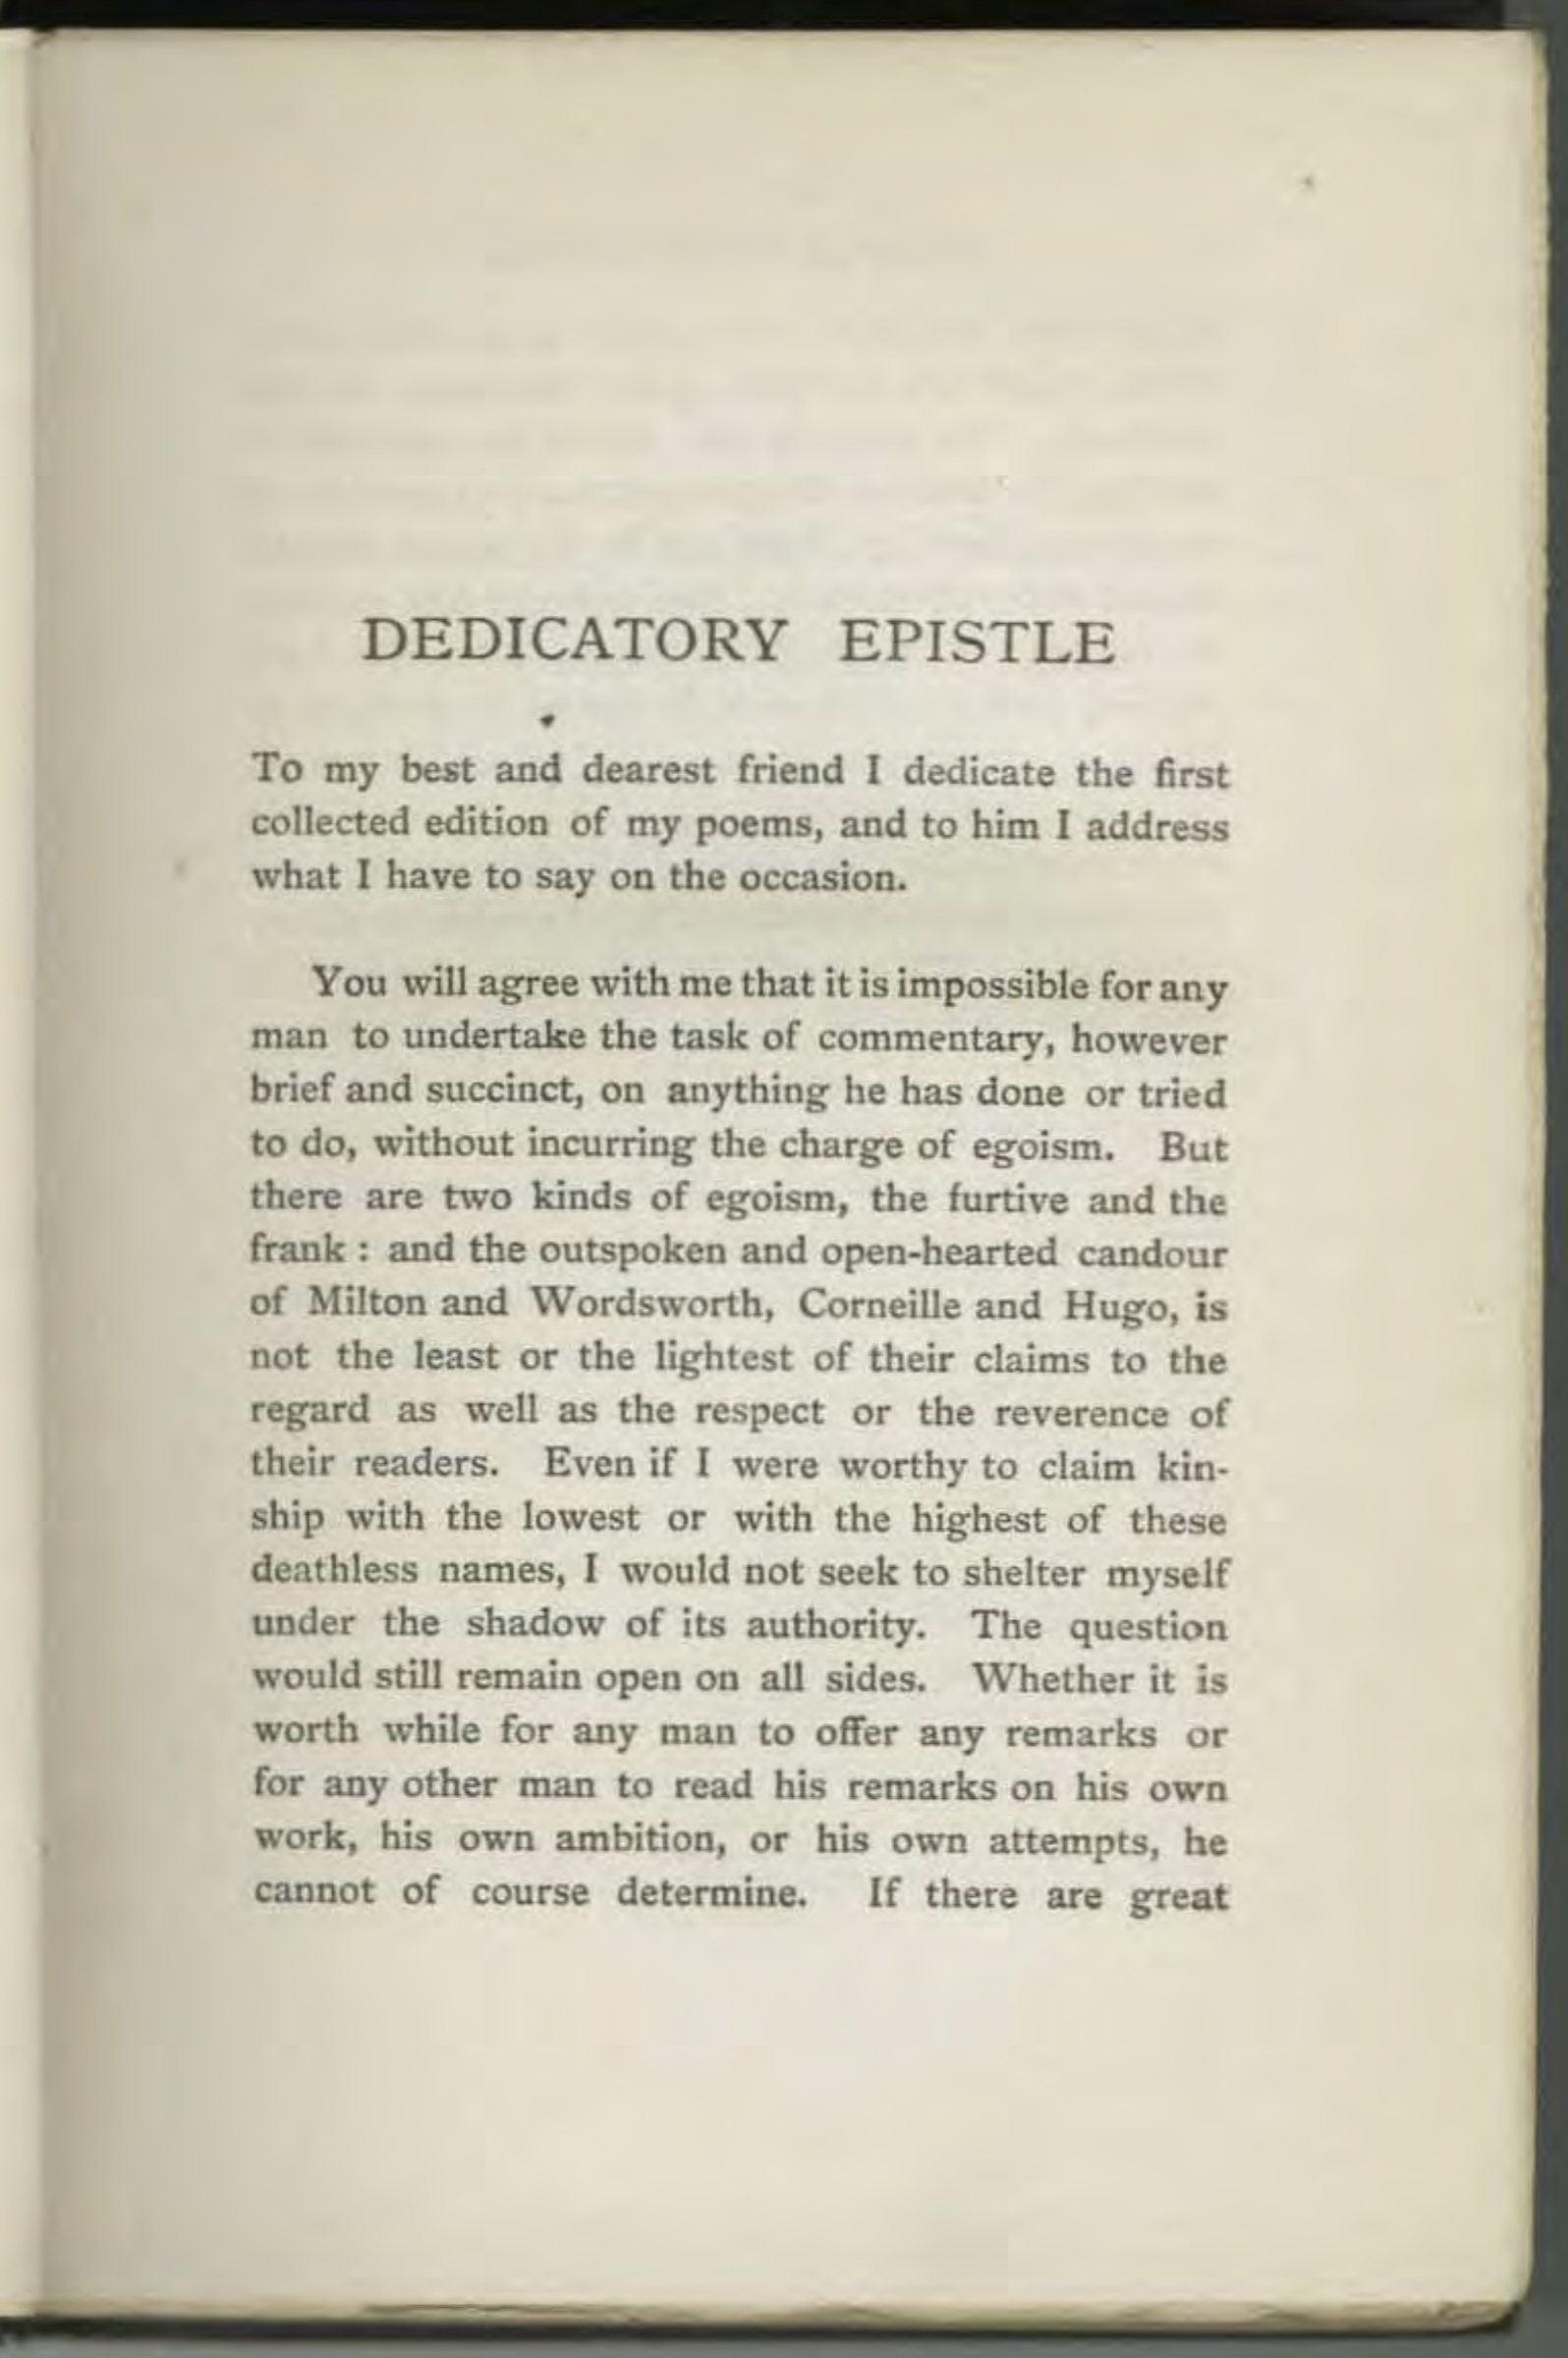 DEDICATORY EPISTLE
To my best and dearest friend I dedicate the first
collected edition of my poems, and to him I address
what I have to say on the occasion.
You will agree with me that it is impossible for any
man to undertake the task of commentary, however
brief and succinct, on anything he has done or tried
to do, without incurring the charge of egoism. But
there are two kinds of egoism, the furtive and the
frank : and the outspoken and open-hearted candour
of Milton and Wordsworth, Corneille and Hugo, is
not the least or the lightest of their claims to the
regard as well as the respect or the reverence of
their readers. Even if I were worthy to claim kin-
ship with the lowest or with the highest of these
deathless names, I would not seek to shelter myself
under the shadow of its authority. The question
would still remain open on all sides. Whether it is
worth while for any man to offer any remarks or
for any other man to read his remarks on his own
work, his own ambition, or his own attempts, he
cannot of course determine. If there are great